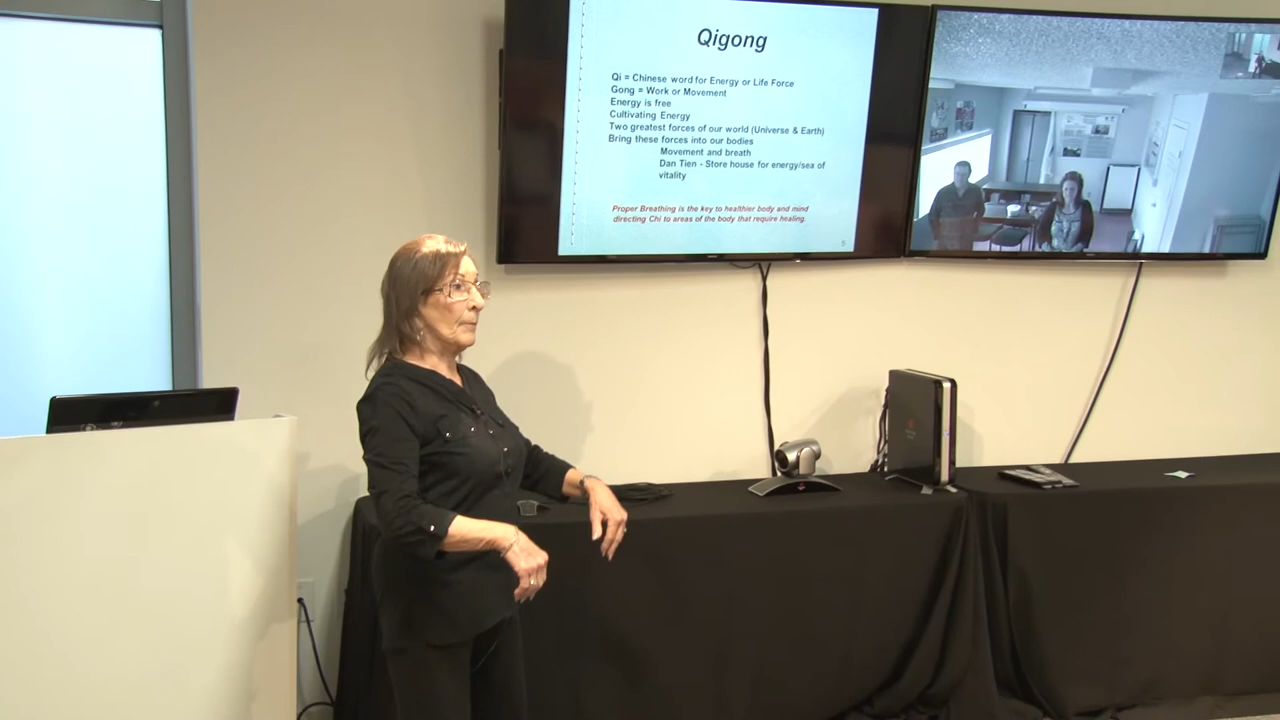 Qigong
Qi = Chinese word for Energy or Life Force
Gong = Work or Movement
Energy is free
Cultivating Energy
Two greatest forces of our world (Universe & Earth)
Bring these forces into our bodies
Movement and breath
Dan Tien - Store house for energy/sea of
vitality
Proper Breathing is the key to healthier body and mind
directing Chi to areas of the body that require healing.